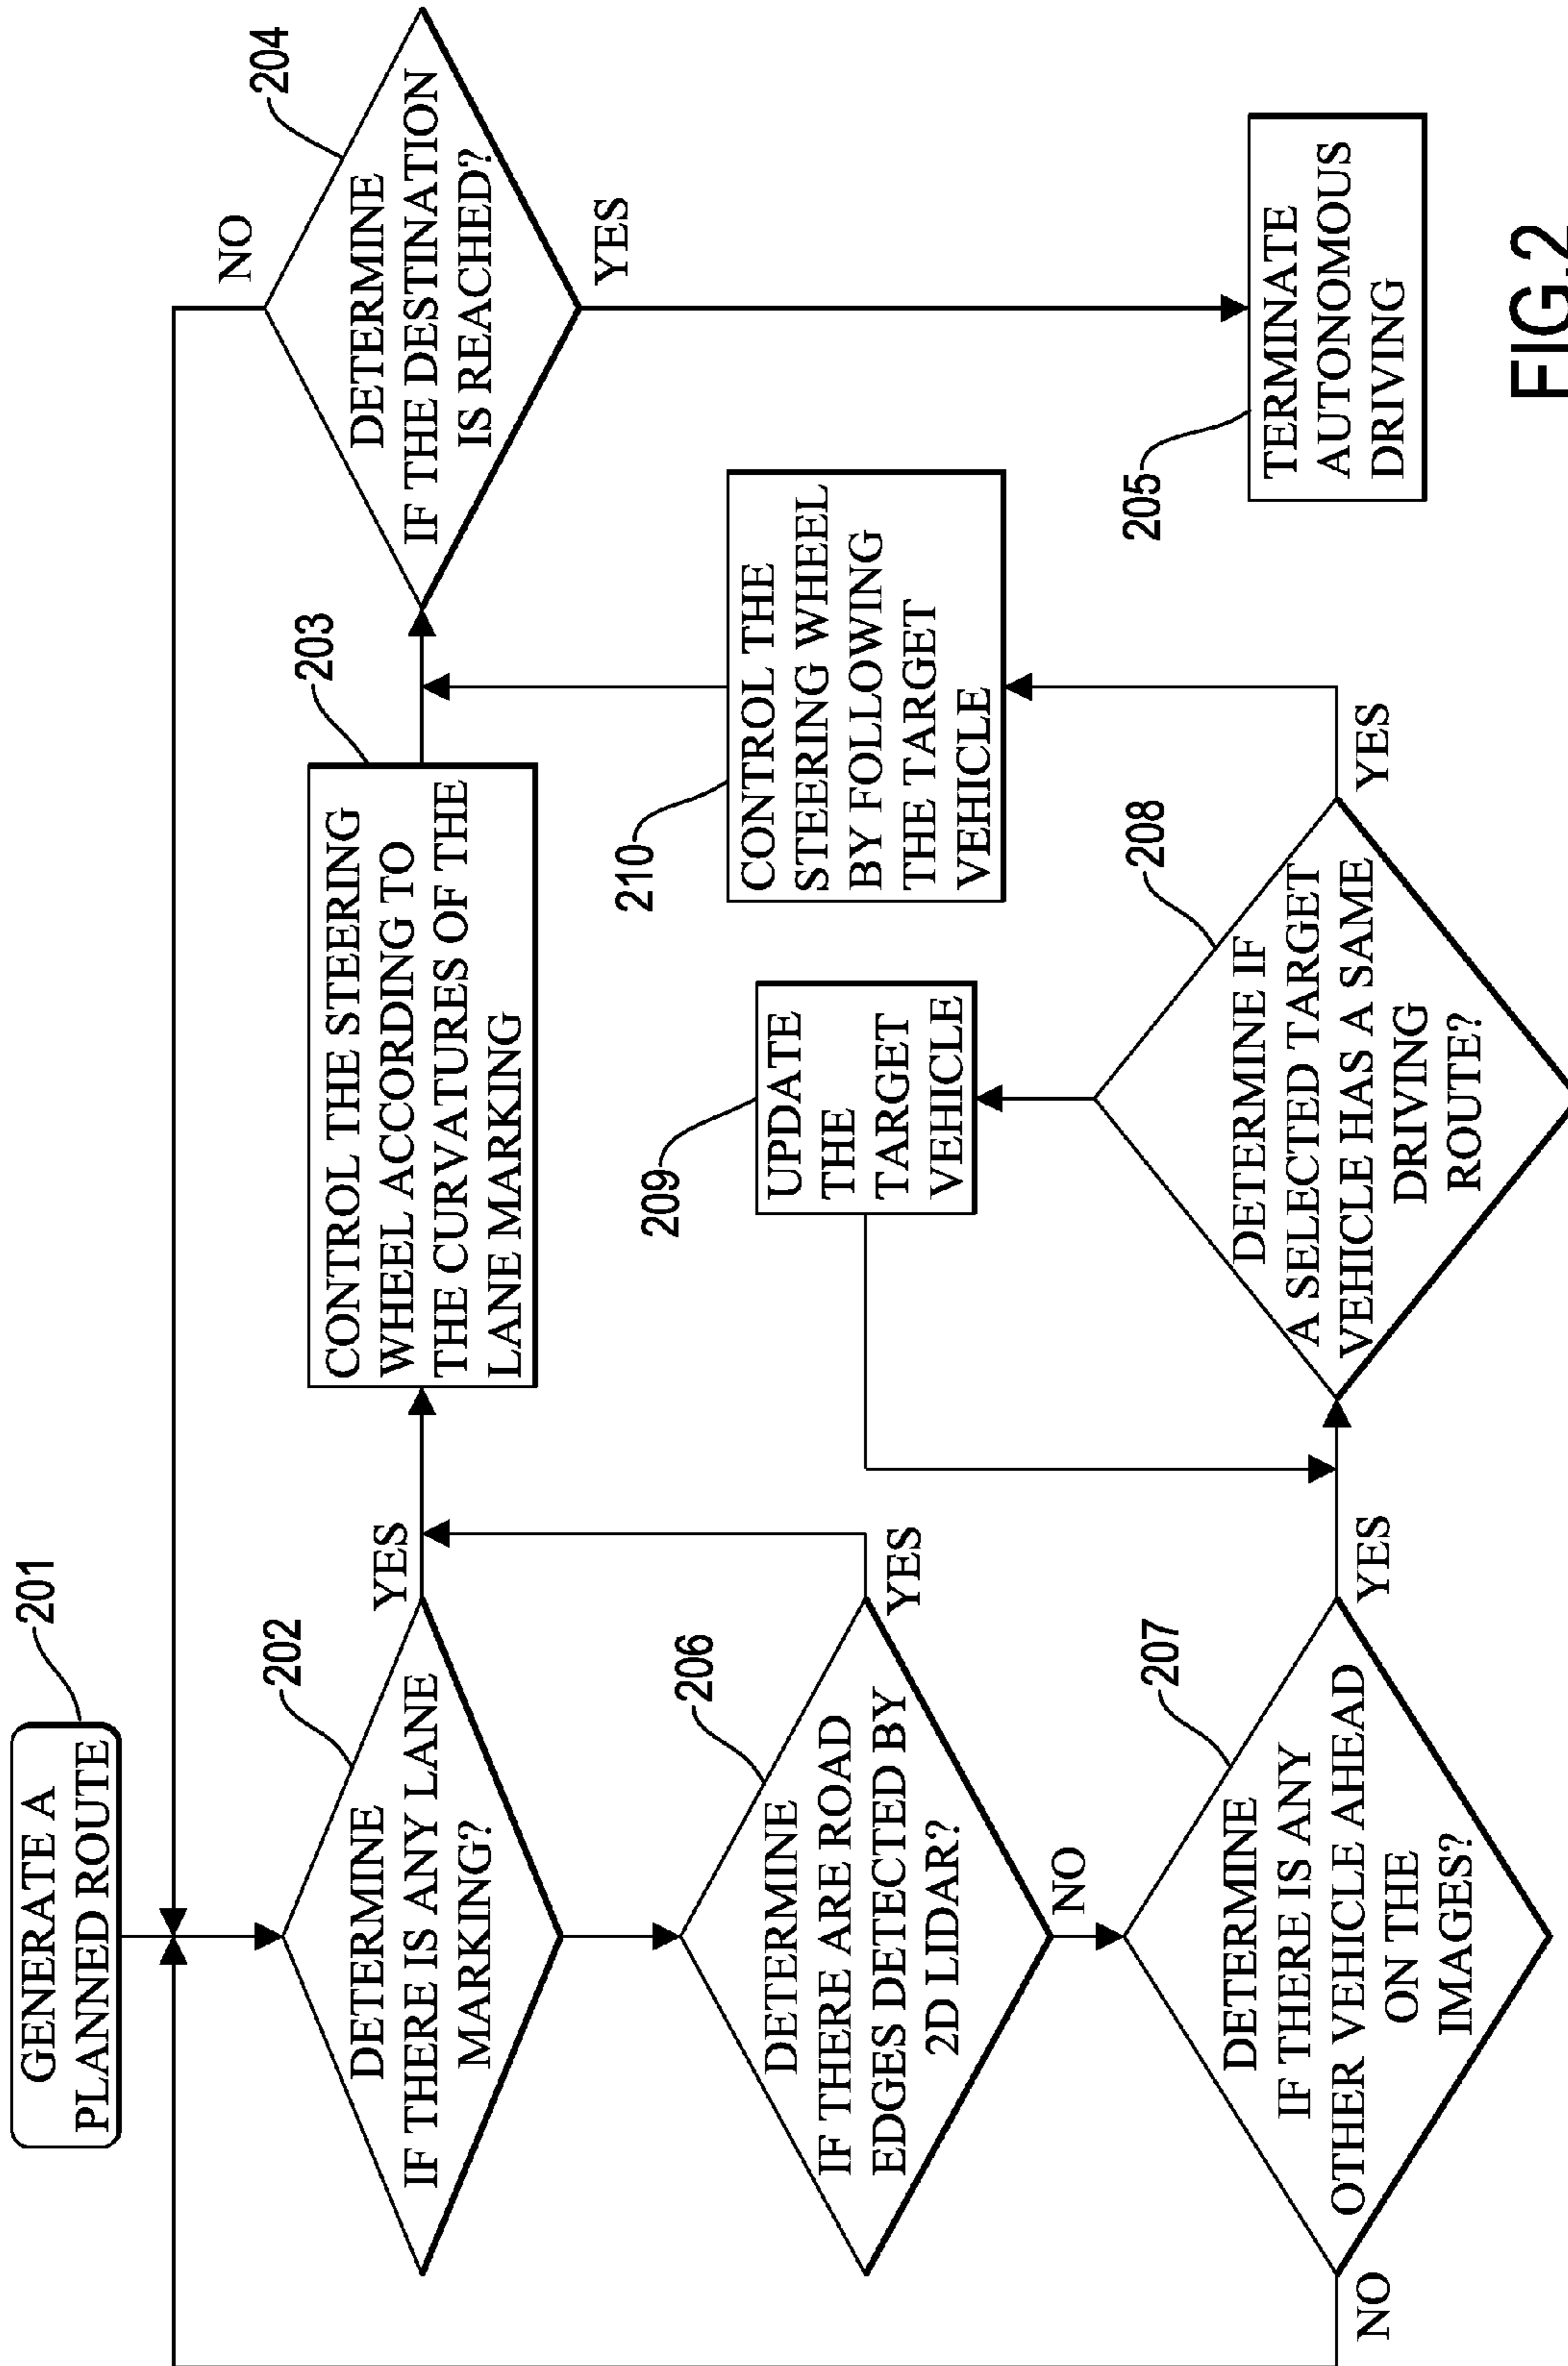 GENERATE A
PLANNED ROUTE
201
DETERMINE
IF THERE IS ANY LANE
MARKING?
202
YES
CONTROL THE STEERING
WHEEL ACCORDING TO
THE CURVATURES OF THE
LANE MARKING
203
DETERMINE
IF THE DESTINATION
IS REACHED?
204
NO
YES
TERMINATE
AUTONOMOUS
DRIVING
205
DETERMINE
IF THERE ARE ROAD
EDGES DETECTED BY
2D LIDAR?
206
YES
NO
DETERMINE
IF THERE IS ANY
OTHER VEHICLE AHEAD
ON THE
IMAGES?
207
NO
YES
DETERMINE IF
A SELECTED TARGET
VEHICLE HAS A SAME
DRIVING
ROUTE?
208
YES
UPDATE
THE
TARGET
VEHICLE
209
CONTROL THE
STEERING WHEEL
BY FOLLOWING
THE TARGET
VEHICLE
210
FIG.2